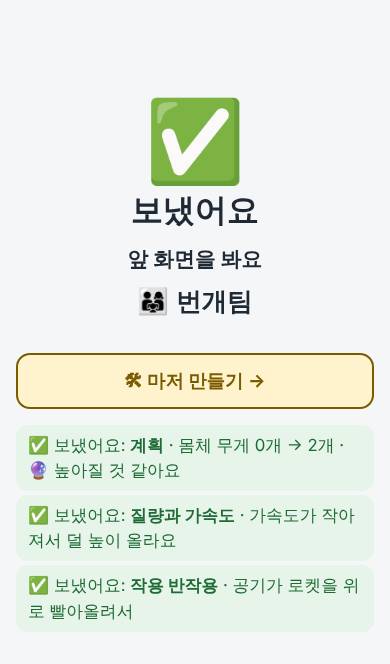 ✅
보냈어요
앞 화면을 봐요
👨‍👩‍👧 번개팀
🛠 마저 만들기 →
✅ 보냈어요: 계획 · 몸체 무게 0개 → 2개 ·
🔮 높아질 것 같아요
✅ 보냈어요: 질량과 가속도 · 가속도가 작아
져서 덜 높이 올라요
✅ 보냈어요: 작용 반작용 · 공기가 로켓을 위
로 빨아올려서